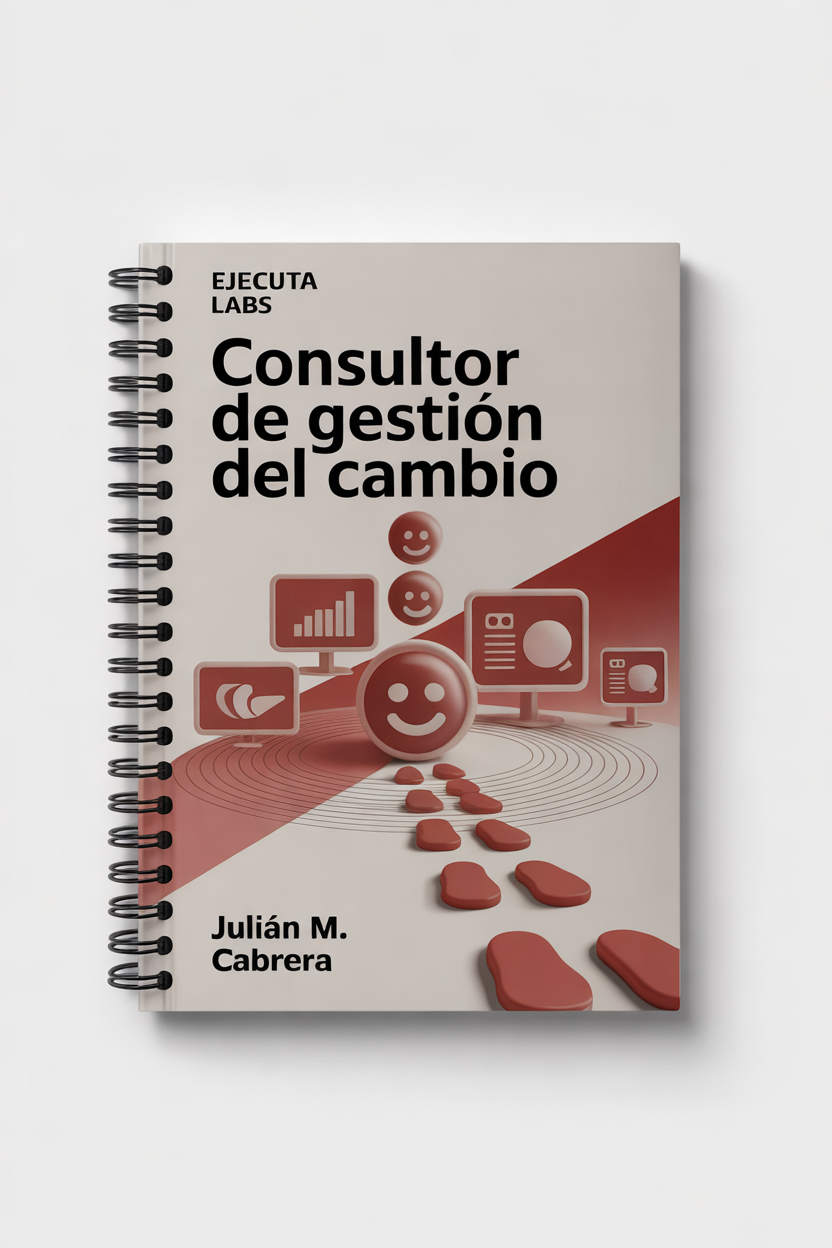 EJECUTA
LABS
Consultor
de gestión
del cambio
Julián M.
Cabrera